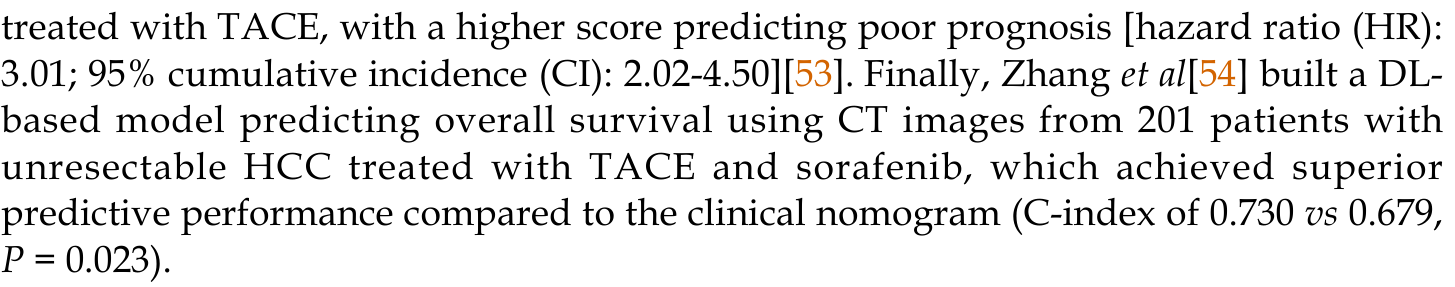 treated with TACE, with a higher score predicting poor prognosis [hazard ratio (HR):
3.01; 95% cumulative incidence (CI): 2.02-4.50][53]. Finally, Zhang et al[54] built a DL-
based model predicting overall survival using CT images from 201 patients with
unresectable HCC treated with TACE and sorafenib, which achieved superior
predictive performance compared to the clinical nomogram (C-index of 0.730 vs 0.679,
P = 0.023).